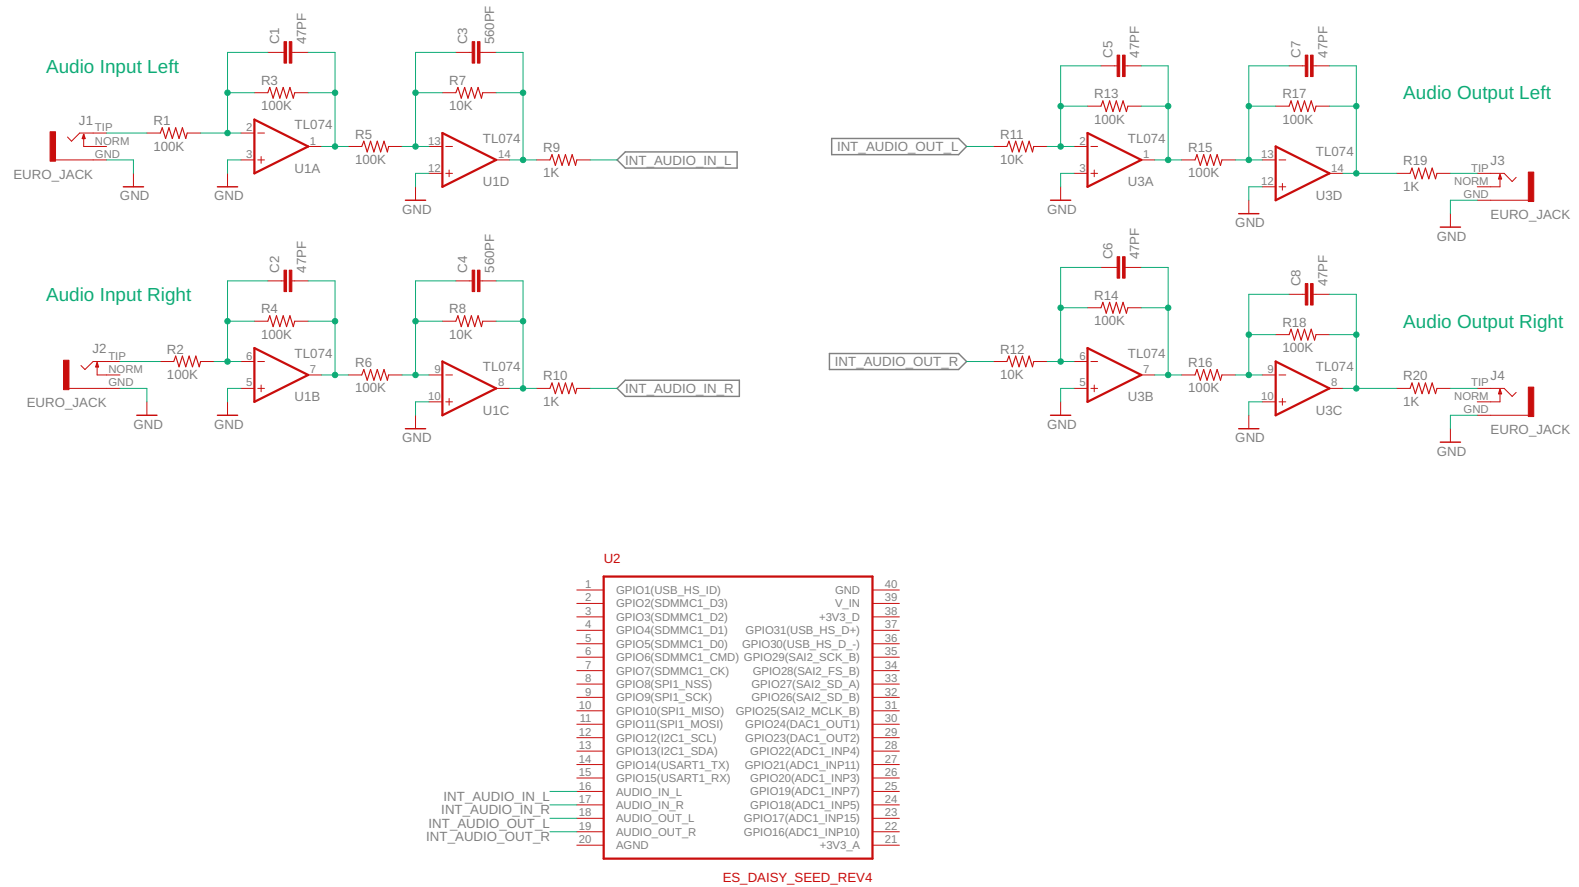 Audio Input Left
J1
TIP
NORM
GND
EURO_JACK
GND
R1
100K
C1
47PF
R3
100K
2
3
1
TL074
U1A
GND
R5
100K
C3
560PF
R7
10K
13
12
14
TL074
U1D
GND
R9
1K
INT_AUDIO_IN_L
INT_AUDIO_OUT_L
R11
10K
C5
47PF
R13
100K
2
3
1
TL074
U3A
GND
R15
100K
C7
47PF
R17
100K
13
12
14
TL074
U3D
GND
Audio Output Left
R19
1K
J3
TIP
NORM
GND
EURO_JACK
GND
Audio Input Right
J2
TIP
NORM
GND
EURO_JACK
GND
R2
100K
C2
47PF
R4
100K
6
5
7
TL074
U1B
GND
R6
100K
C4
560PF
R8
10K
9
10
8
TL074
U1C
GND
R10
1K
INT_AUDIO_IN_R
INT_AUDIO_OUT_R
R12
10K
C6
47PF
R14
100K
6
5
7
TL074
U3B
GND
R16
100K
C8
47PF
R18
100K
9
10
8
TL074
U3C
GND
Audio Output Right
R20
1K
J4
TIP
NORM
GND
EURO_JACK
GND
U2
1 GPIO1(USB_HS_ID) GND 40
2 GPIO2(SDMMC1_D3) V_IN 39
3 GPIO3(SDMMC1_D2) +3V3_D 38
4 GPIO4(SDMMC1_D1) GPIO31(USB_HS_D+) 37
5 GPIO5(SDMMC1_D0) GPIO30(USB_HS_D_-) 36
6 GPIO6(SDMMC1_CMD) GPIO29(SAI2_SCK_B) 35
7 GPIO7(SDMMC1_CK) GPIO28(SAI2_FS_B) 34
8 GPIO8(SPI1_NSS) GPIO27(SAI2_SD_A) 33
9 GPIO9(SPI1_SCK) GPIO26(SAI2_SD_B) 32
10 GPIO10(SPI1_MISO) GPIO25(SAI2_MCLK_B) 31
11 GPIO11(SPI1_MOSI) GPIO24(DAC1_OUT1) 30
12 GPIO12(I2C1_SCL) GPIO23(DAC1_OUT2) 29
13 GPIO13(I2C1_SDA) GPIO22(ADC1_INP4) 28
14 GPIO14(USART1_TX) GPIO21(ADC1_INP11) 27
15 GPIO15(USART1_RX) GPIO20(ADC1_INP3) 26
INT_AUDIO_IN_L 16 AUDIO_IN_L GPIO19(ADC1_INP7) 25
INT_AUDIO_IN_R 17 AUDIO_IN_R GPIO18(ADC1_INP5) 24
INT_AUDIO_OUT_L 18 AUDIO_OUT_L GPIO17(ADC1_INP15) 23
INT_AUDIO_OUT_R 19 AUDIO_OUT_R GPIO16(ADC1_INP10) 22
20 AGND +3V3_A 21
ES_DAISY_SEED_REV4